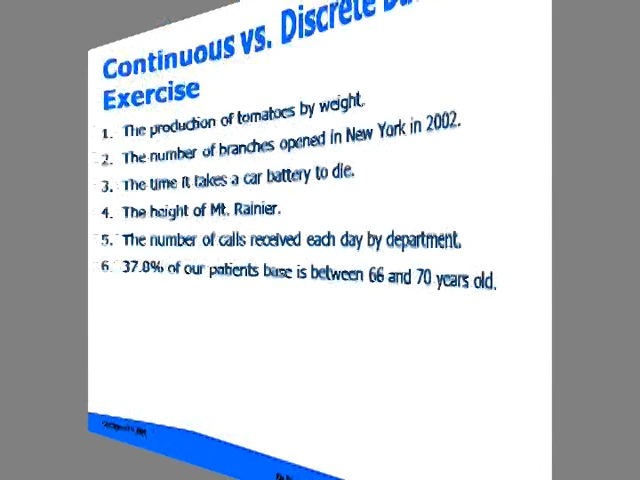 Continuous vs. Discrete
Exercise
1. The production of tomatoes by weight.
2. The number of branches opened in New York in 2002.
3. The time it takes a car battery to die.
4. The height of Mt. Rainier.
5. The number of calls received each day by department.
6. 37.0% of our patients base is between 66 and 70 years old.